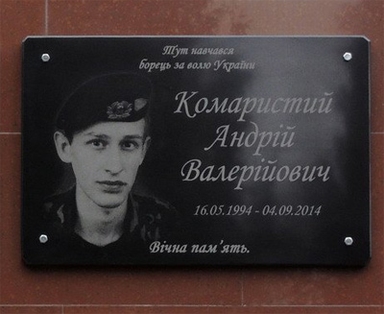 Тут навчався
борець за волю України
Комаристий
Андрій
Валерійович
16.05.1994 - 04.09.2014
Вічна пам'ять.